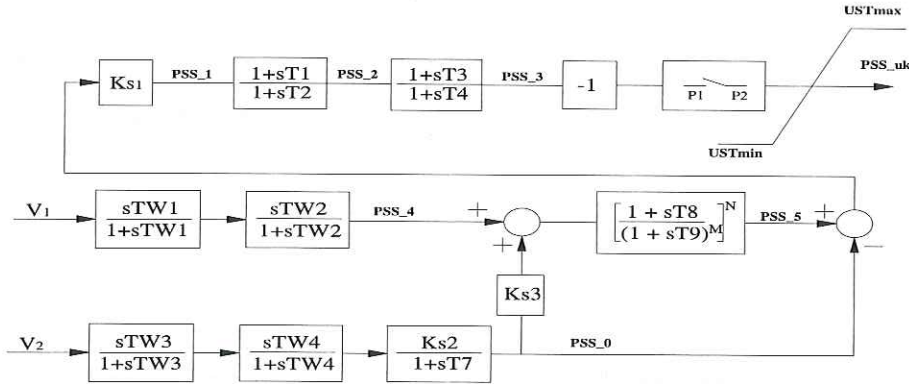 USTmax
Ks1
PSS_1
1+sT1
1+sT2
PSS_2
1+sT3
1+sT4
PSS_3
-1
P1 P2
PSS_uk
USTmin
V1
sTW1
1+sTW1
sTW2
1+sTW2
PSS_4
+
+
[1 + sT8
(1 + sT9)M]N
PSS_5
+
−
Ks3
V2
sTW3
1+sTW3
sTW4
1+sTW4
Ks2
1+sT7
PSS_0